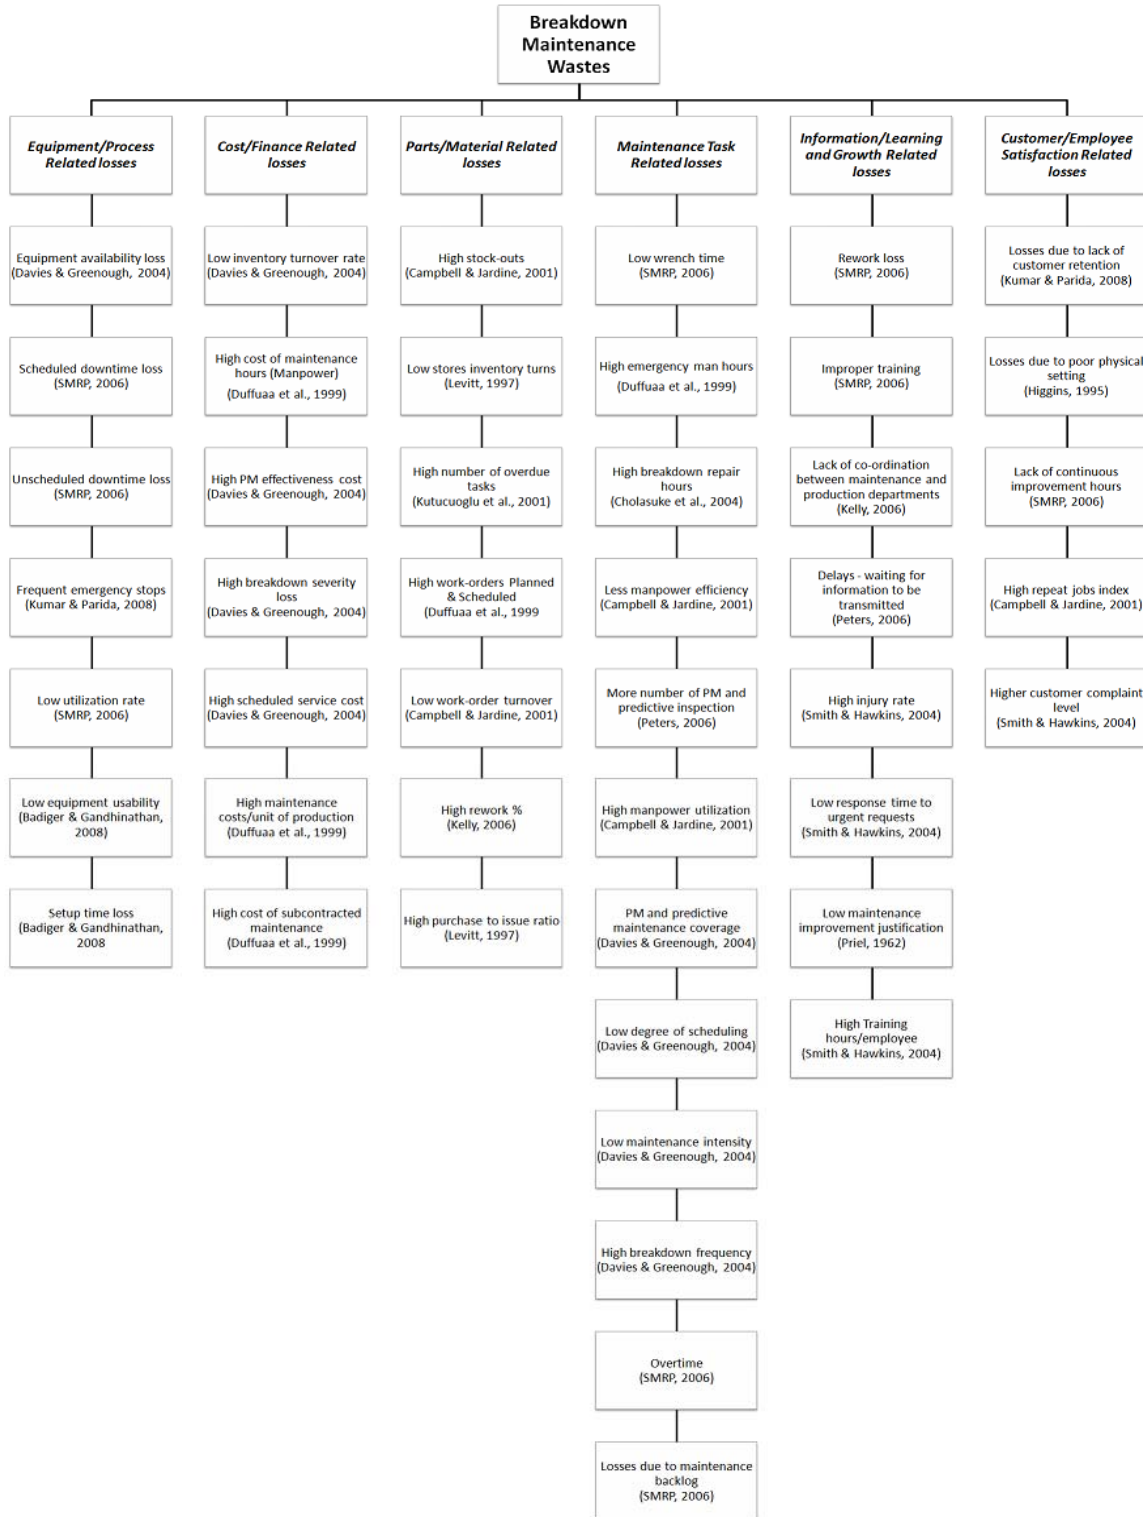 Breakdown
Maintenance
Wastes
Equipment/Process
Related losses
Equipment availability loss
(Davies & Greenough, 2004)
Scheduled downtime loss
(SMRP, 2006)
Unscheduled downtime loss
(SMRP, 2006)
Frequent emergency stops
(Kumar & Parida, 2008)
Low utilization rate
(SMRP, 2006)
Low equipment usability
(Badiger & Gandhinathan,
2008)
Setup time loss
(Badiger & Gandhinathan,
2008
Cost/Finance Related
losses
Low inventory turnover rate
(Davies & Greenough, 2004)
High cost of maintenance
hours (Manpower)
(Duffuaa et al., 1999)
High PM effectiveness cost
(Davies & Greenough, 2004)
High breakdown severity
loss
(Davies & Greenough, 2004)
High scheduled service cost
(Davies & Greenough, 2004)
High maintenance
costs/unit of production
(Duffuaa et al., 1999)
High cost of subcontracted
maintenance
(Duffuaa et al., 1999)
Parts/Material Related
losses
High stock-outs
(Campbell & Jardine, 2001)
Low stores inventory turns
(Levitt, 1997)
High number of overdue
tasks
(Kutucuoglu et al., 2001)
High work-orders Planned
& Scheduled
Duffuaa et al., 1999
Low work-order turnover
(Campbell & Jardine, 2001)
High rework %
(Kelly, 2006)
High purchase to issue ratio
(Levitt, 1997)
Maintenance Task
Related losses
Low wrench time
(SMRP, 2006)
High emergency man hours
(Duffuaa et al., 1999)
High breakdown repair
hours
(Cholasuke et al., 2004)
Less manpower efficiency
(Campbell & Jardine, 2001)
More number of PM and
predictive inspection
(Peters, 2006)
High manpower utilization
(Campbell & Jardine, 2001)
PM and predictive
maintenance coverage
(Davies & Greenough, 2004)
Low degree of scheduling
(Davies & Greenough, 2004)
Low maintenance intensity
(Davies & Greenough, 2004)
High breakdown frequency
(Davies & Greenough, 2004)
Overtime
(SMRP, 2006)
Losses due to maintenance
backlog
(SMRP, 2006)
Information/Learning
and Growth Related
losses
Rework loss
(SMRP, 2006)
Improper training
(SMRP, 2006)
Lack of co-ordination
between maintenance and
production departments
(Kelly, 2006)
Delays - waiting for
information to be
transmitted
(Peters, 2006)
High injury rate
(Smith & Hawkins, 2004)
Low response time to
urgent requests
(Smith & Hawkins, 2004)
Low maintenance
improvement justification
(Priel, 1962)
High Training
hours/employee
(Smith & Hawkins, 2004)
Customer/Employee
Satisfaction Related
losses
Losses due to lack of
customer retention
(Kumar & Parida, 2008)
Losses due to poor physical
setting
(Higgins, 1995)
Lack of continuous
improvement hours
(SMRP, 2006)
High repeat jobs index
(Campbell & Jardine, 2001)
Higher customer complaint
level
(Smith & Hawkins, 2004)